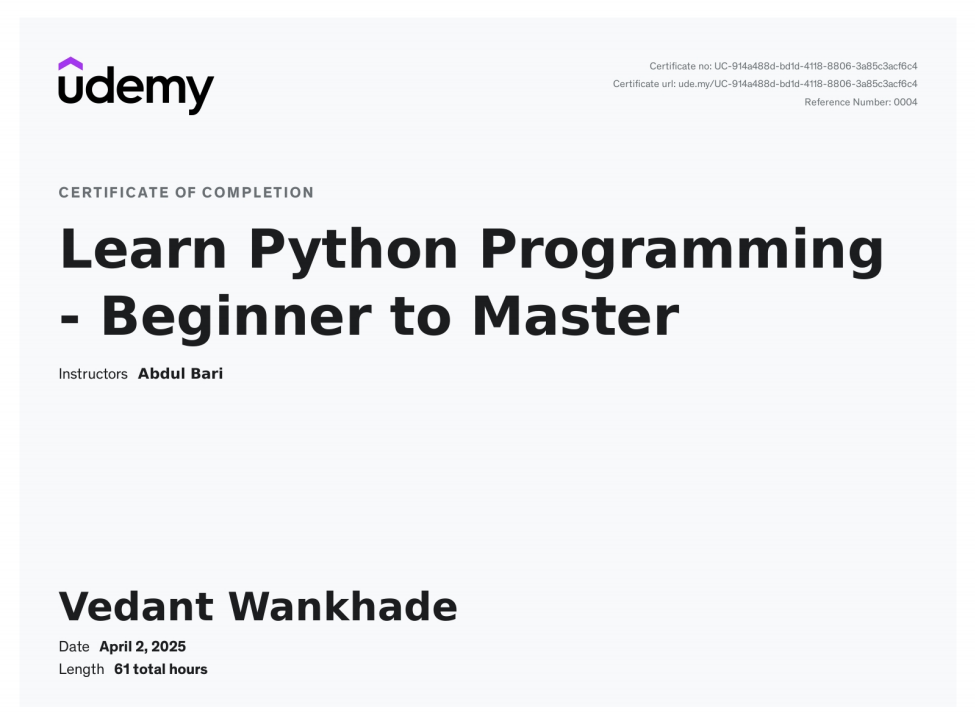 udemy
Certificate no: UC-914a488d-bd1d-4118-8806-3a85c3acf6c4
Certificate url: ude.my/UC-914a488d-bd1d-4118-8806-3a85c3acf6c4
Reference Number: 0004
CERTIFICATE OF COMPLETION
Learn Python Programming
- Beginner to Master
Instructors Abdul Bari
Vedant Wankhade
Date April 2, 2025
Length 61 total hours